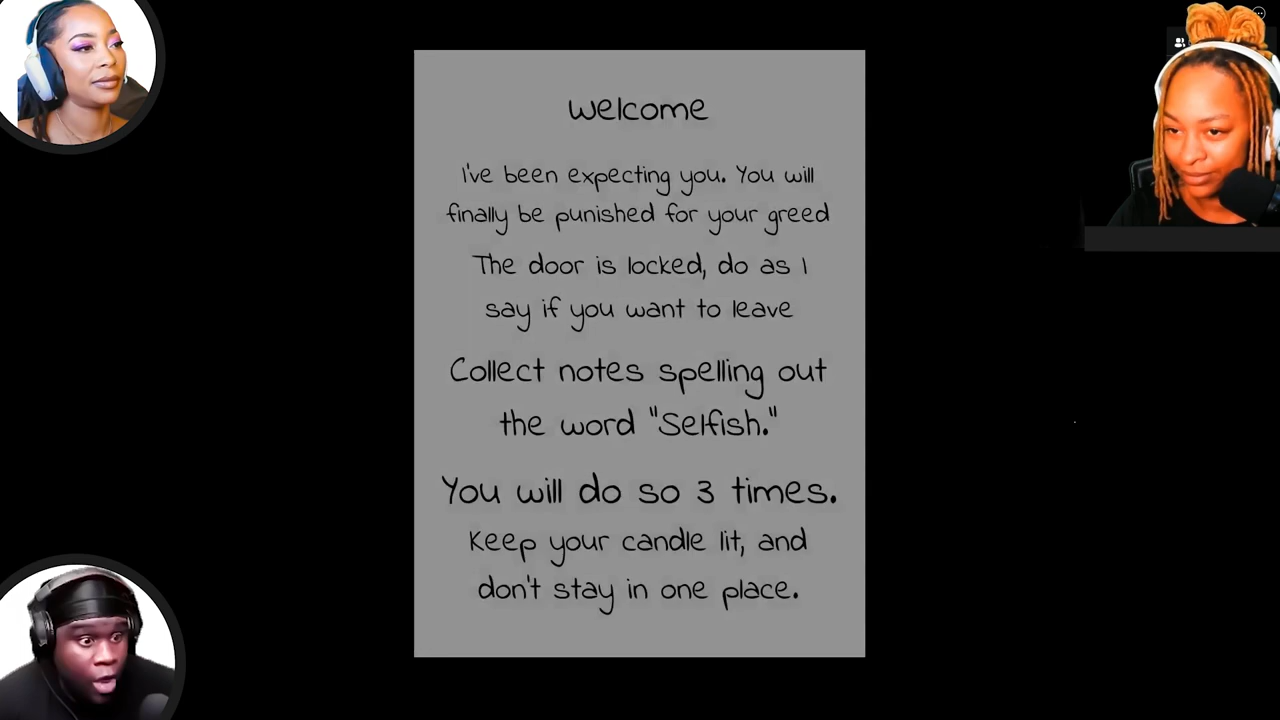 Welcome
I've been expecting you. You will
finally be punished for your greed
The door is locked, do as I
say if you want to leave
Collect notes spelling out
the word "Selfish."
You will do so 3 times.
Keep your candle lit, and
don't stay in one place.